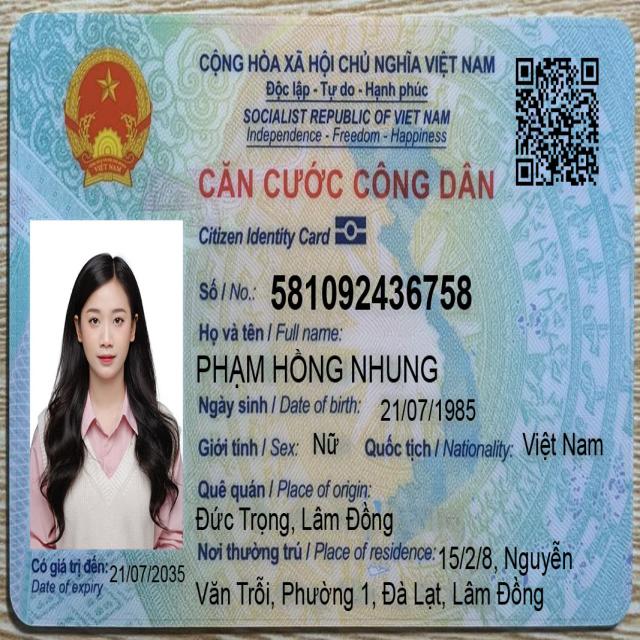 CỘNG HÒA XÃ HỘI CHỦ NGHĨA VIỆT NAM
Độc lập - Tự do - Hạnh phúc
SOCIALIST REPUBLIC OF VIET NAM
Independence - Freedom - Happiness
CĂN CƯỚC CÔNG DÂN
Citizen Identity Card
Số / No.: 581092436758
Họ và tên / Full name:
PHẠM HỒNG NHUNG
Ngày sinh / Date of birth: 21/07/1985
Giới tính / Sex: Nữ Quốc tịch / Nationality: Việt Nam
Quê quán / Place of origin:
Đức Trọng, Lâm Đồng
Nơi thường trú / Place of residence: 15/2/8, Nguyễn
Văn Trỗi, Phường 1, Đà Lạt, Lâm Đồng
Có giá trị đến: 21/07/2035
Date of expiry
VIỆT NAM